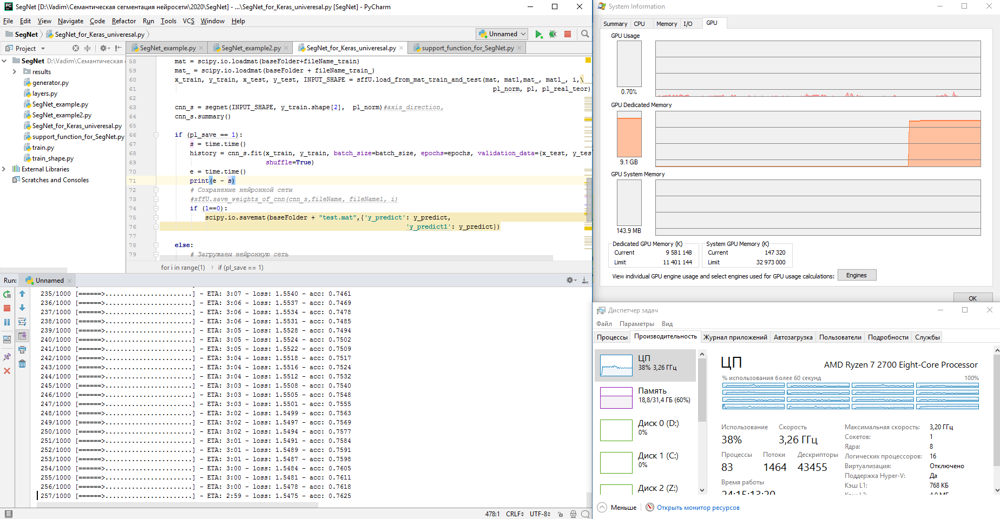 SegNet [D:\Vadim\Семантическая сегментация нейросети\2020\SegNet] - ...\SegNet_for_Keras_univeresal.py [SegNet] - PyCharm
File Edit View Navigate Code Refactor Run Tools VCS Window Help
SegNet SegNet_for_Keras_univeresal.py
Unnamed
Project
SegNet_example.py SegNet_example2.py SegNet_for_Keras_univeresal.py support_function_for_SegNet.py
SegNet D:\Vadim\Семантическая
results
generator.py
layers.py
SegNet_example.py
SegNet_example2.py
SegNet_for_Keras_univeresal.py
support_function_for_SegNet.py
train.py
train_shape.py
External Libraries
Scratches and Consoles
58 mat = scipy.io.loadmat(baseFolder+fileName_train)
59 mat_ = scipy.io.loadmat(baseFolder + fileName_train_)
60 x_train, y_train, x_test, y_test, INPUT_SHAPE = sffU.load_from_mat_train_and_test(mat, mat1,mat_, mat1_, i,\
61 pl_norm, pl, pl_real_teor)
62
63 cnn_s = segnet(INPUT_SHAPE, y_train.shape[2], pl_norm)#axis_direction,
64 cnn_s.summary()
65
66 if (pl_save == 1):
67 s = time.time()
68 history = cnn_s.fit(x_train, y_train, batch_size=batch_size, epochs=epochs, validation_data=(x_test, y_tes
69 shuffle=True)
70 e = time.time()
71 print(e - s)
72 # Сохранение нейронной сети
73 #sffU.save_weights_of_cnn(cnn_s,fileName, fileName1, i)
74 if (1==0):
75 scipy.io.savemat(baseFolder + "test.mat",{'y_predict': y_predict,
76 'y_predict1': y_predict})
77
78 else:
79 # Загружаем нейронную сеть
for i in range(1) if (pl_save == 1)
Run: Unnamed
235/1000 [======>.......................] - ETA: 3:07 - loss: 1.5540 - acc: 0.7461
236/1000 [======>.......................] - ETA: 3:06 - loss: 1.5537 - acc: 0.7469
237/1000 [======>.......................] - ETA: 3:06 - loss: 1.5534 - acc: 0.7478
238/1000 [======>.......................] - ETA: 3:06 - loss: 1.5531 - acc: 0.7485
239/1000 [======>.......................] - ETA: 3:05 - loss: 1.5528 - acc: 0.7494
240/1000 [======>.......................] - ETA: 3:05 - loss: 1.5524 - acc: 0.7502
241/1000 [======>.......................] - ETA: 3:05 - loss: 1.5522 - acc: 0.7509
242/1000 [======>.......................] - ETA: 3:04 - loss: 1.5518 - acc: 0.7517
243/1000 [======>.......................] - ETA: 3:04 - loss: 1.5516 - acc: 0.7524
244/1000 [======>.......................] - ETA: 3:04 - loss: 1.5512 - acc: 0.7532
245/1000 [======>.......................] - ETA: 3:03 - loss: 1.5508 - acc: 0.7540
246/1000 [======>.......................] - ETA: 3:03 - loss: 1.5505 - acc: 0.7548
247/1000 [======>.......................] - ETA: 3:03 - loss: 1.5501 - acc: 0.7555
248/1000 [======>.......................] - ETA: 3:02 - loss: 1.5499 - acc: 0.7563
249/1000 [======>.......................] - ETA: 3:02 - loss: 1.5497 - acc: 0.7569
250/1000 [======>.......................] - ETA: 3:02 - loss: 1.5494 - acc: 0.7577
251/1000 [======>.......................] - ETA: 3:01 - loss: 1.5491 - acc: 0.7584
252/1000 [======>.......................] - ETA: 3:01 - loss: 1.5489 - acc: 0.7591
253/1000 [======>.......................] - ETA: 3:01 - loss: 1.5487 - acc: 0.7598
254/1000 [======>.......................] - ETA: 3:00 - loss: 1.5484 - acc: 0.7605
255/1000 [======>.......................] - ETA: 3:00 - loss: 1.5481 - acc: 0.7611
256/1000 [======>.......................] - ETA: 3:00 - loss: 1.5478 - acc: 0.7618
257/1000 [======>.......................] - ETA: 2:59 - loss: 1.5475 - acc: 0.7625
478:1 CRLF UTF-8
System Information
Summary CPU Memory I/O GPU
GPU Usage
0.70%
GPU Dedicated Memory
9.1 GB
GPU System Memory
143.9 MB
Dedicated GPU Memory (K) System GPU Memory (K)
Current 9 581 148 Current 147 320
Limit 11 401 144 Limit 32 973 000
View individual GPU engine usage and select engines used for GPU usage calculations: Engines
OK
Диспетчер задач
Файл Параметры Вид
Процессы Производительность Журнал приложений Автозагрузка Пользователи Подробности Службы
ЦП
38% 3,26 ГГц
Память
18,8/31,4 ГБ (60%)
Диск 0 (D:)
0%
Диск 1 (C:)
0%
Диск 2 (Z:)
ЦП AMD Ryzen 7 2700 Eight-Core Processor
% использования более 60 секунд 100%
Использование Скорость
38% 3,26 ГГц
Процессы Потоки Дескрипторы
83 1464 43455
Время работы
24:15:13:20
Максимальная скорость: 3,20 ГГц
Сокетов: 1
Ядра: 8
Логических процессоров: 16
Виртуализация: Отключено
Поддержка Hyper-V: Да
Кэш L1: 768 КБ
Кэш L2: 4,0 МБ
Меньше Открыть монитор ресурсов